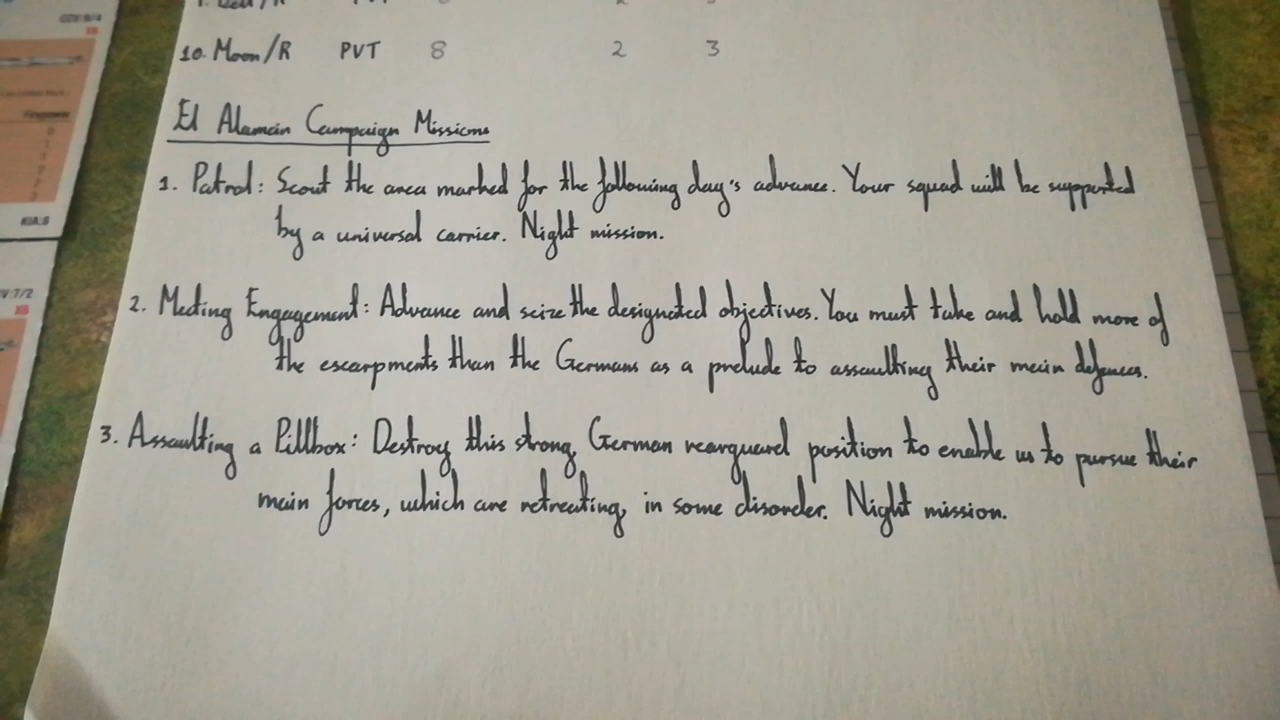 10. Moon/R PVT 8 2 3
El Alamein Campaign Missions
1. Patrol: Scout the area marked for the following day's advance. Your squad will be supported
by a universal carrier. Night mission.
2. Meeting Engagement: Advance and seize the designated objectives. You must take and hold more of
the escarpments than the Germans as a prelude to assaulting their main defences.
3. Assaulting a Pillbox: Destroy this strong German rearguard position to enable us to pursue their
main forces, which are retreating, in some disorder. Night mission.
KIA:8
V:7/2